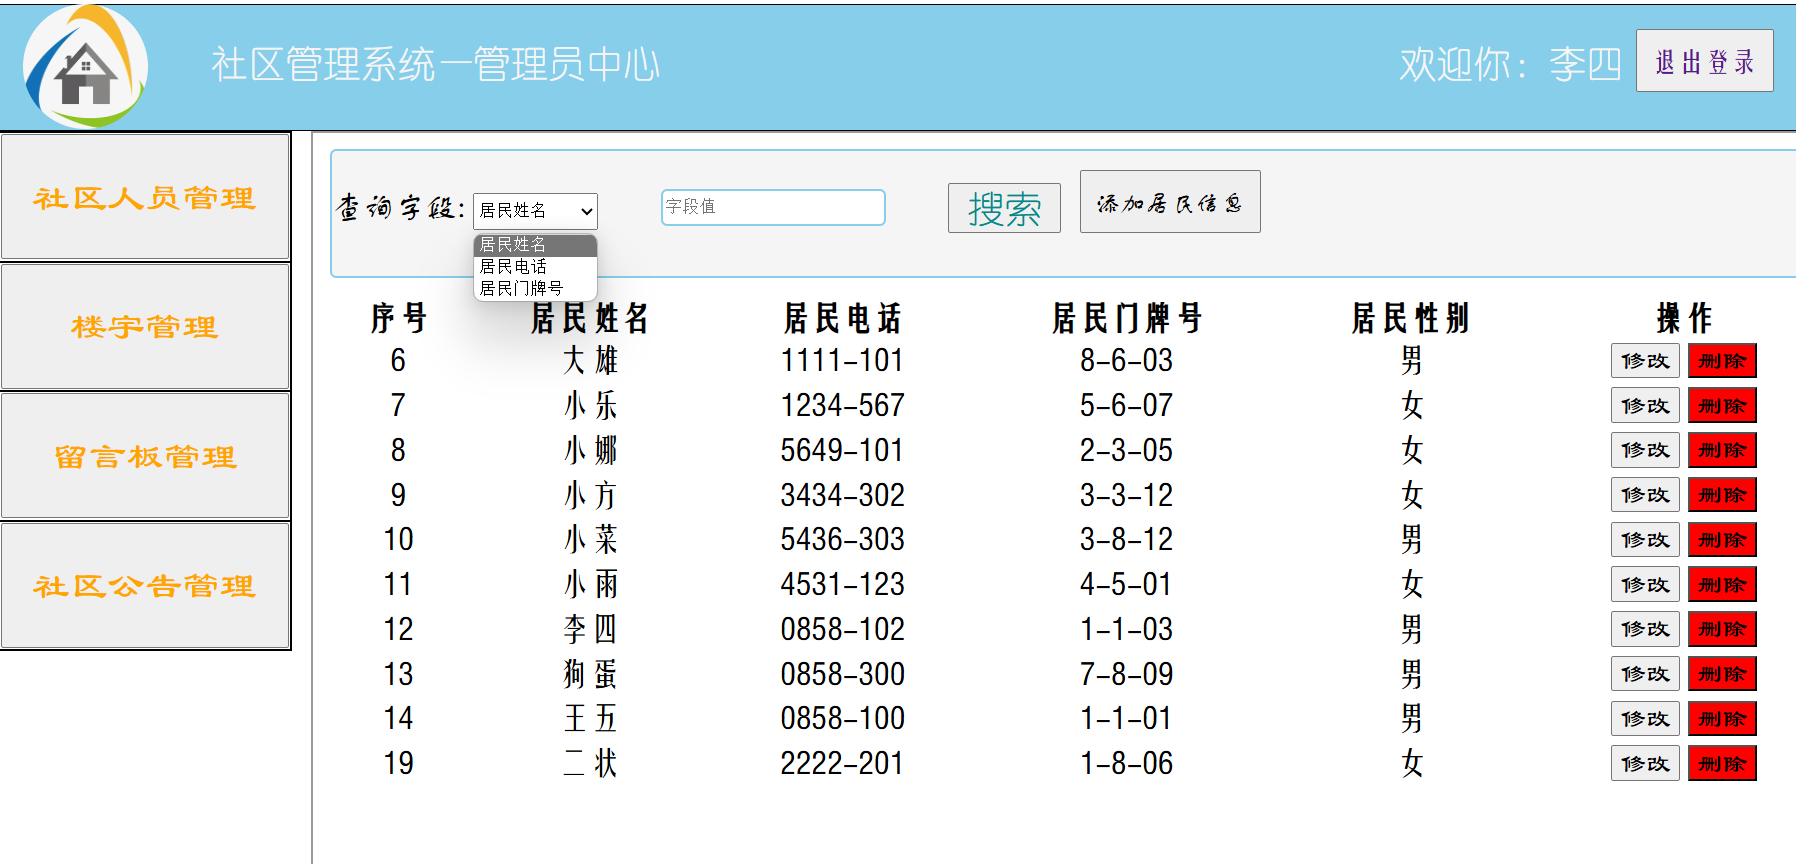 社区管理系统—管理员中心
欢迎你：李四 退出登录
社区人员管理
楼宇管理
留言板管理
社区公告管理
查询字段: 居民姓名 字段值 搜索 添加居民信息
居民姓名
居民电话
居民门牌号
序号 居民姓名 居民电话 居民门牌号 居民性别 操作
6 大雄 1111-101 8-6-03 男 修改 删除
7 小乐 1234-567 5-6-07 女 修改 删除
8 小娜 5649-101 2-3-05 女 修改 删除
9 小方 3434-302 3-3-12 女 修改 删除
10 小菜 5436-303 3-8-12 男 修改 删除
11 小雨 4531-123 4-5-01 女 修改 删除
12 李四 0858-102 1-1-03 男 修改 删除
13 狗蛋 0858-300 7-8-09 男 修改 删除
14 王五 0858-100 1-1-01 男 修改 删除
19 二状 2222-201 1-8-06 女 修改 删除